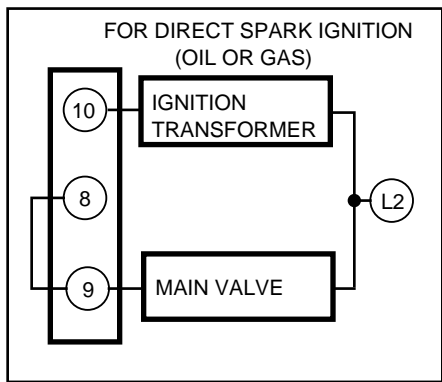 FOR DIRECT SPARK IGNITION
(OIL OR GAS)
10
IGNITION
TRANSFORMER
8
L2
9
MAIN VALVE